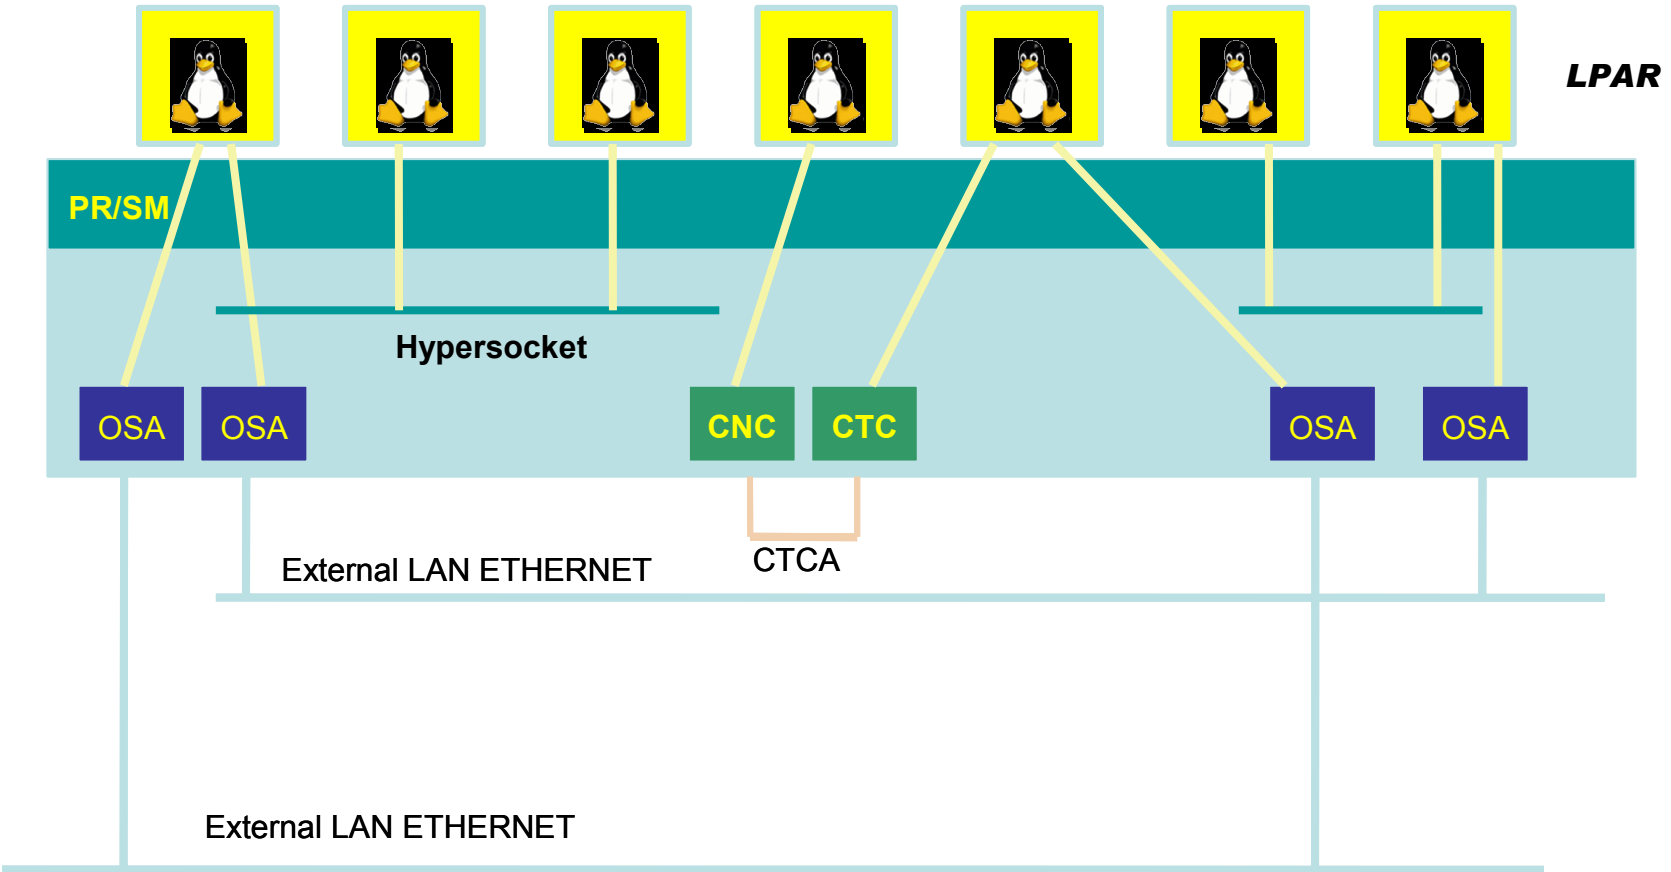 LPAR
PR/SM
Hypersocket
OSA
OSA
CNC
CTC
OSA
OSA
CTCA
External LAN ETHERNET
External LAN ETHERNET